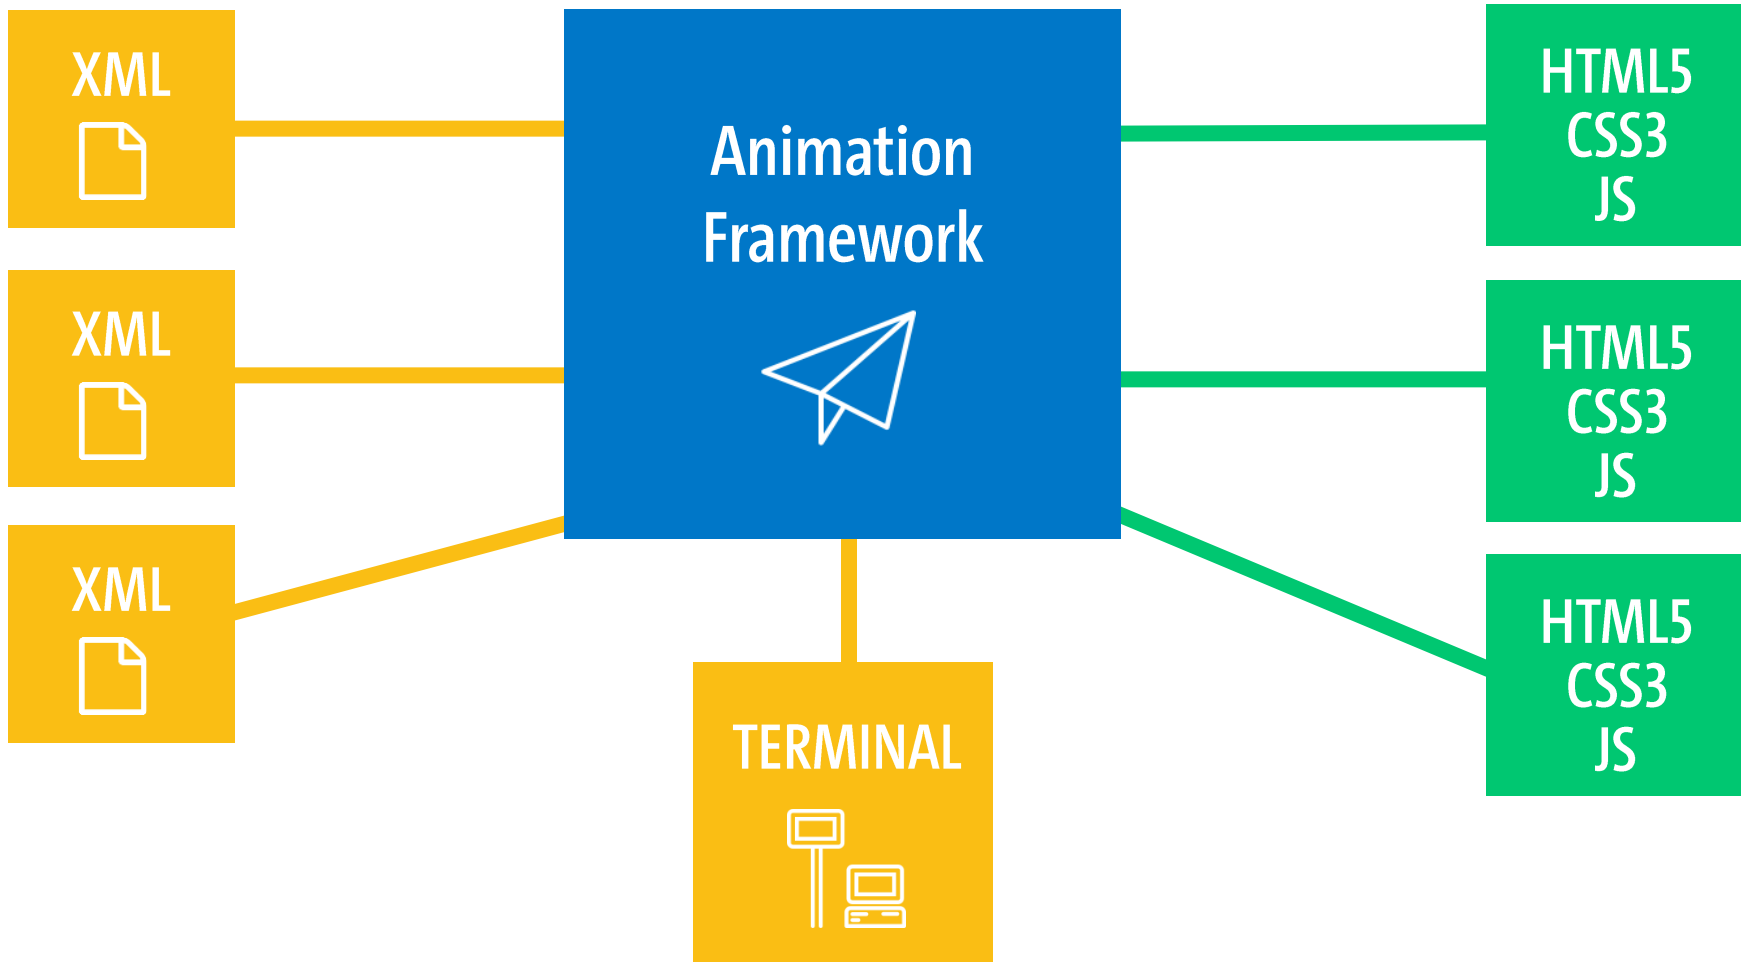 XML
XML
XML
Animation
Framework
TERMINAL
HTML5
CSS3
JS
HTML5
CSS3
JS
HTML5
CSS3
JS